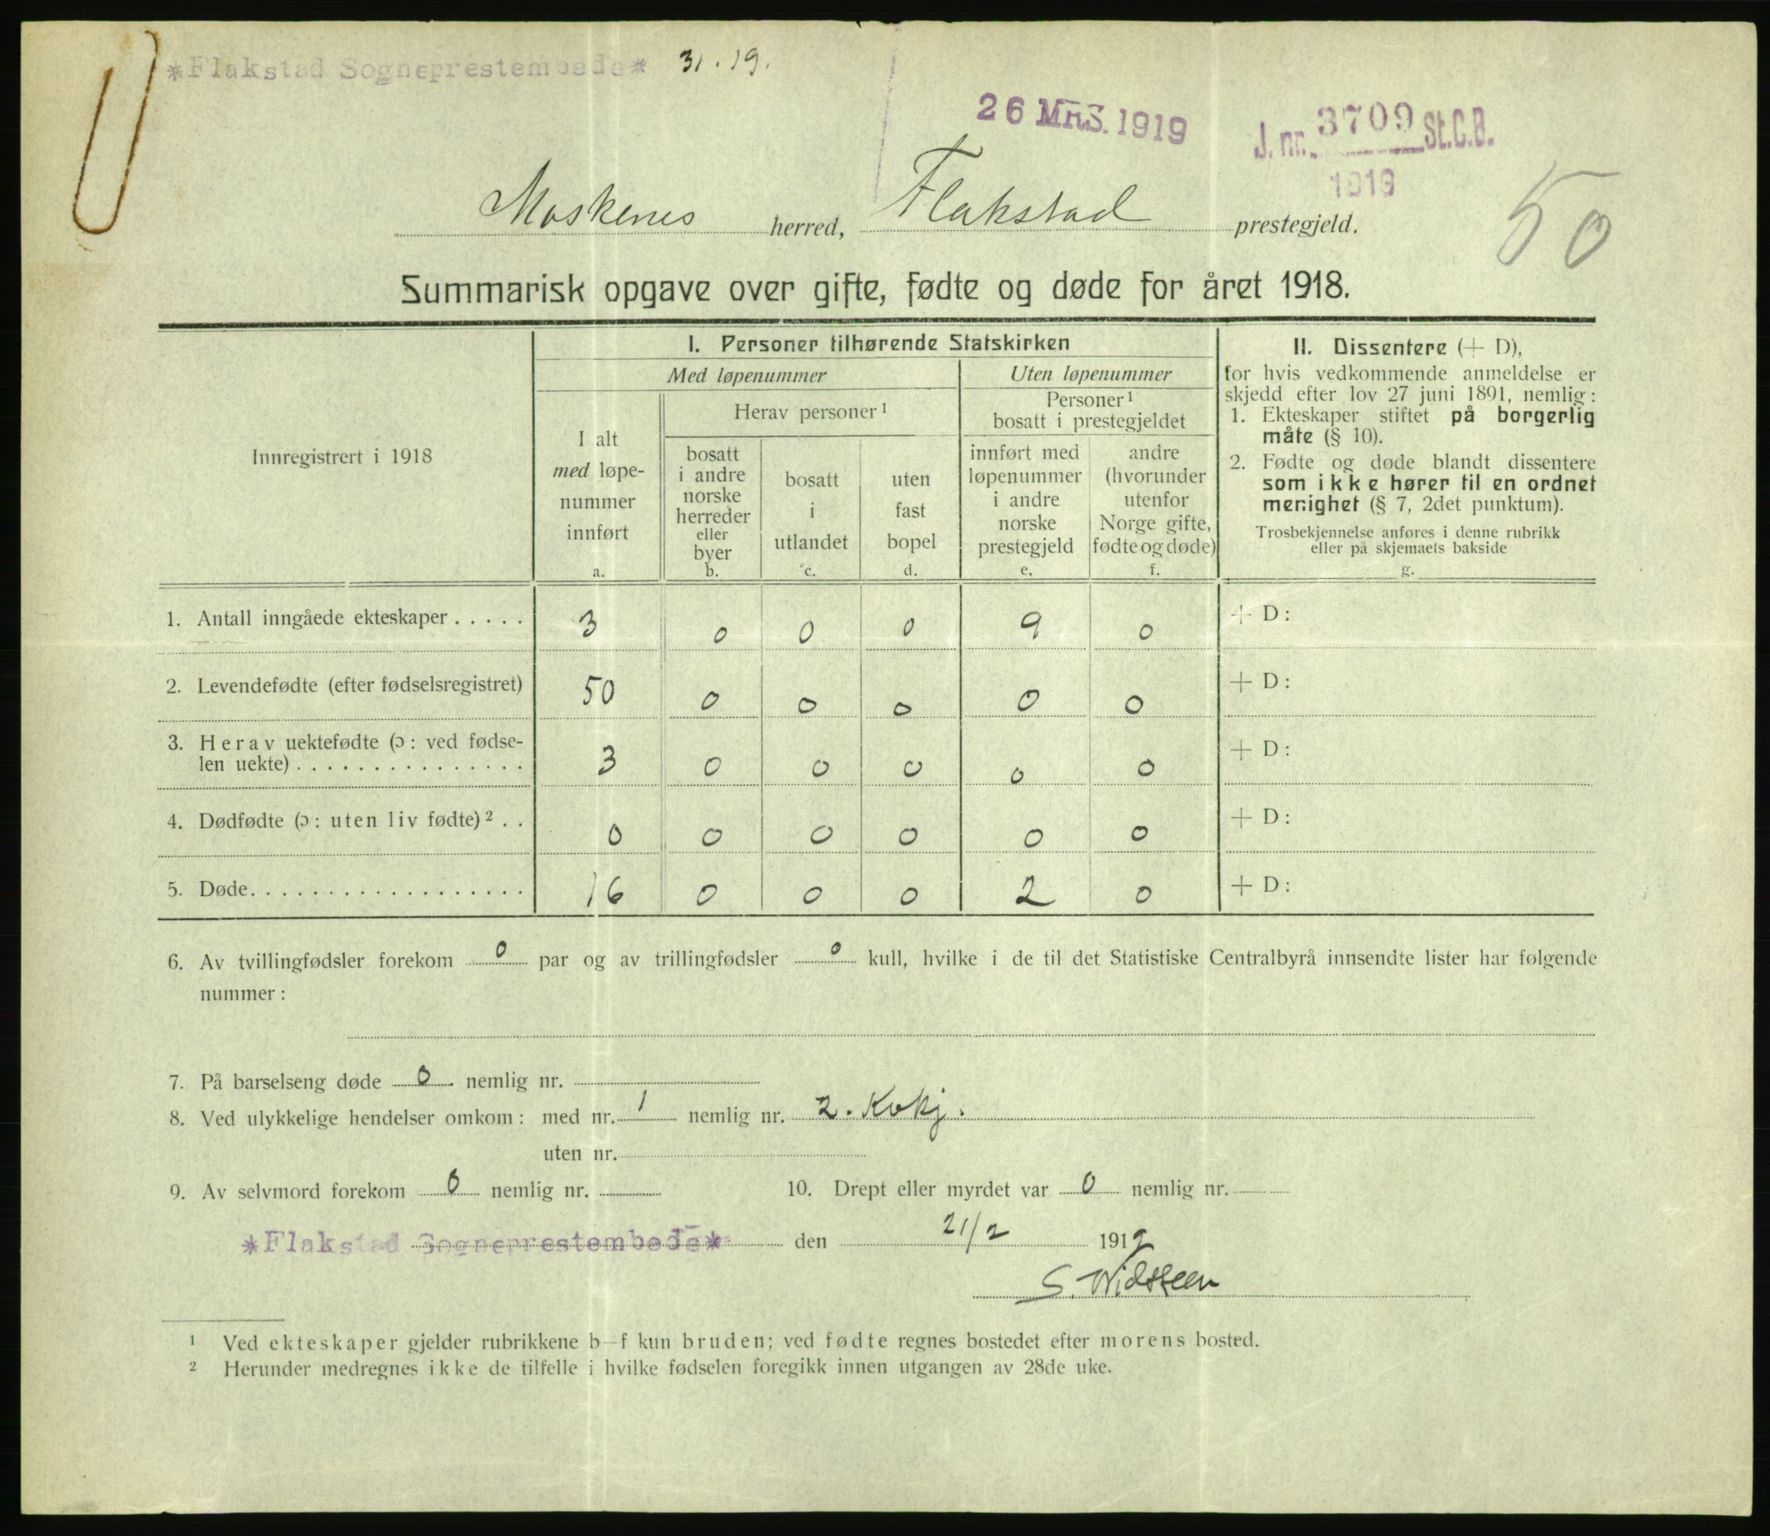 *Flakstad Sogneprestembede* 31.19.
26 MRS. 1919
J. nr. 3709 St.C.B.
1919
50
Moskenes herred, Flakstad prestegjeld.
Summarisk opgave over gifte, fødte og døde for året 1918.
Innregistrert i 1918
I. Personer tilhørende Statskirken
Med løpenummer
Uten løpenummer
I alt
med løpe-
nummer
innført
a.
Herav personer ¹
bosatt
i andre
norske
herreder
eller
byer
b.
bosatt
i
utlandet
c.
uten
fast
bopel
d.
Personer ¹
bosatt i prestegjeldet
innført med
løpenummer
i andre
norske
prestegjeld
e.
andre
(hvorunder
utenfor
Norge gifte,
fødte og døde)
f.
II. Dissentere (+ D),
for hvis vedkommende anmeldelse er
skjedd efter lov 27 juni 1891, nemlig:
1. Ekteskaper stiftet på borgerlig
måte (§ 10).
2. Fødte og døde blandt dissentere
som ikke hører til en ordnet
menighet (§ 7, 2det punktum).
Trosbekjennelse anføres i denne rubrikk
eller på skjemaels bakside
g.
1. Antall inngåede ekteskaper . . . . . 3 0 0 0 9 0 + D:
2. Levendefødte (efter fødselsregistret) 50 0 0 0 0 0 + D:
3. Herav uektefødte (ɔ: ved fødse-
len uekte) . . . . . . . . . . . . . . . 3 0 0 0 0 0 + D:
4. Dødfødte (ɔ: uten liv fødte) ² . . 0 0 0 0 0 0 + D:
5. Døde. . . . . . . . . . . . . . . . . . 16 0 0 0 2 0 + D:
6. Av tvillingfødsler forekom 0 par og av trillingfødsler 0 kull, hvilke i de til det Statistiske Centralbyrå innsendte lister har følgende
nummer:
7. På barselseng døde 0 nemlig nr.
8. Ved ulykkelige hendelser omkom: med nr. 1 nemlig nr. 2. Kvkj.
uten nr.
9. Av selvmord forekom 0 nemlig nr. 10. Drept eller myrdet var 0 nemlig nr.
*Flakstad Sogneprestembede* den 21/2 1919
S.
¹ Ved ekteskaper gjelder rubrikkene b—f kun bruden; ved fødte regnes bostedet efter morens bosted.
² Herunder medregnes ikke de tilfelle i hvilke fødselen foregikk innen utgangen av 28de uke.